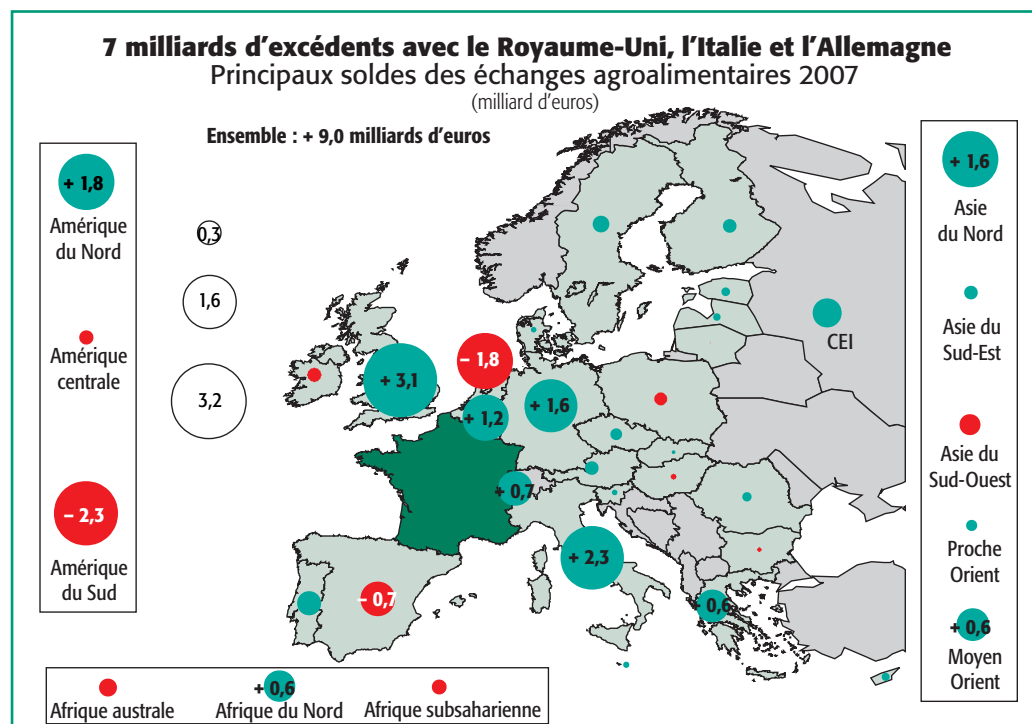 7 milliards d'excédents avec le Royaume-Uni, l'Italie et l'Allemagne
Principaux soldes des échanges agroalimentaires 2007
(milliard d'euros)
Ensemble : + 9,0 milliards d'euros
+ 1,8
Amérique
du Nord
Amérique
centrale
– 2,3
Amérique
du Sud
0,3
1,6
3,2
+ 3,1
– 1,8
+ 1,2
+ 1,6
+ 0,7
+ 2,3
– 0,7
+ 0,6
CEI
+ 1,6
Asie
du Nord
Asie du
Sud-Est
Asie du
Sud-Ouest
Proche
Orient
+ 0,6
Moyen
Orient
Afrique australe
+ 0,6
Afrique du Nord
Afrique subsaharienne